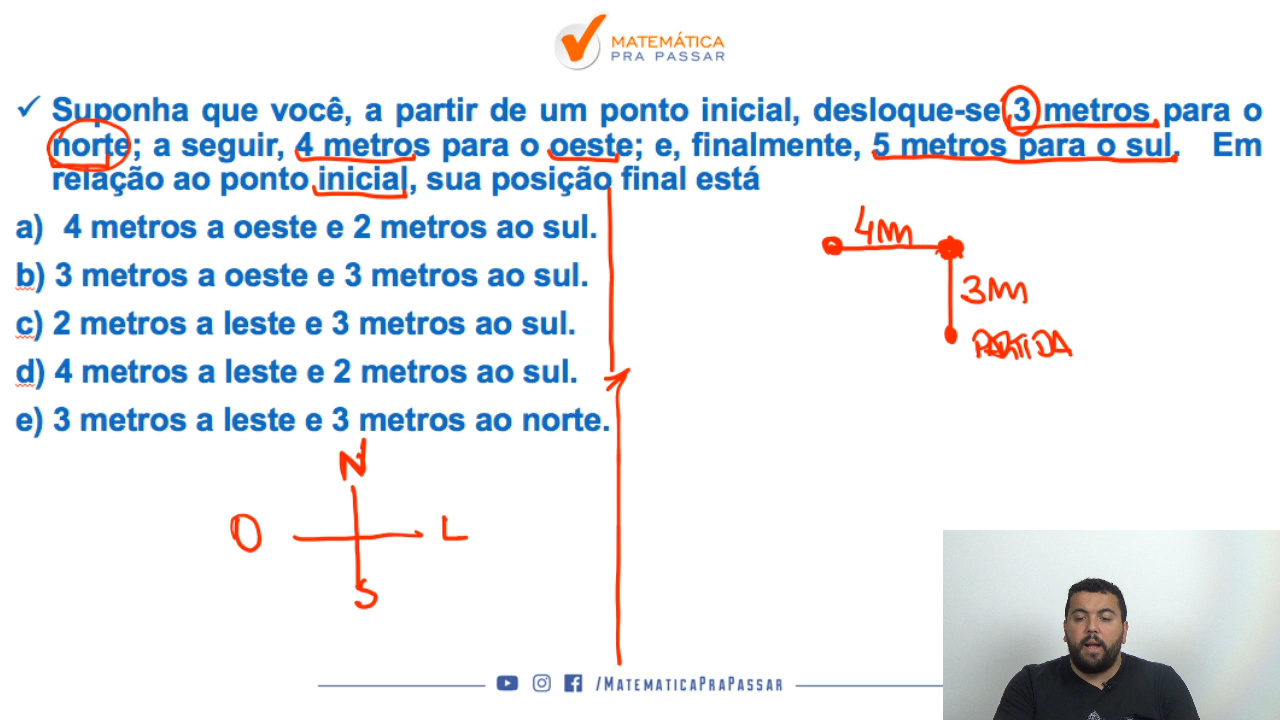 MATEMÁTICA
PRA PASSAR
✓ Suponha que você, a partir de um ponto inicial, desloque-se 3 metros para o
norte; a seguir, 4 metros para o oeste; e, finalmente, 5 metros para o sul. Em
relação ao ponto inicial, sua posição final está
a) 4 metros a oeste e 2 metros ao sul.
b) 3 metros a oeste e 3 metros ao sul.
c) 2 metros a leste e 3 metros ao sul.
d) 4 metros a leste e 2 metros ao sul.
e) 3 metros a leste e 3 metros ao norte.
4m
3m
PARTIDA
N
O L
S
/MATEMATICAPRAPASSAR